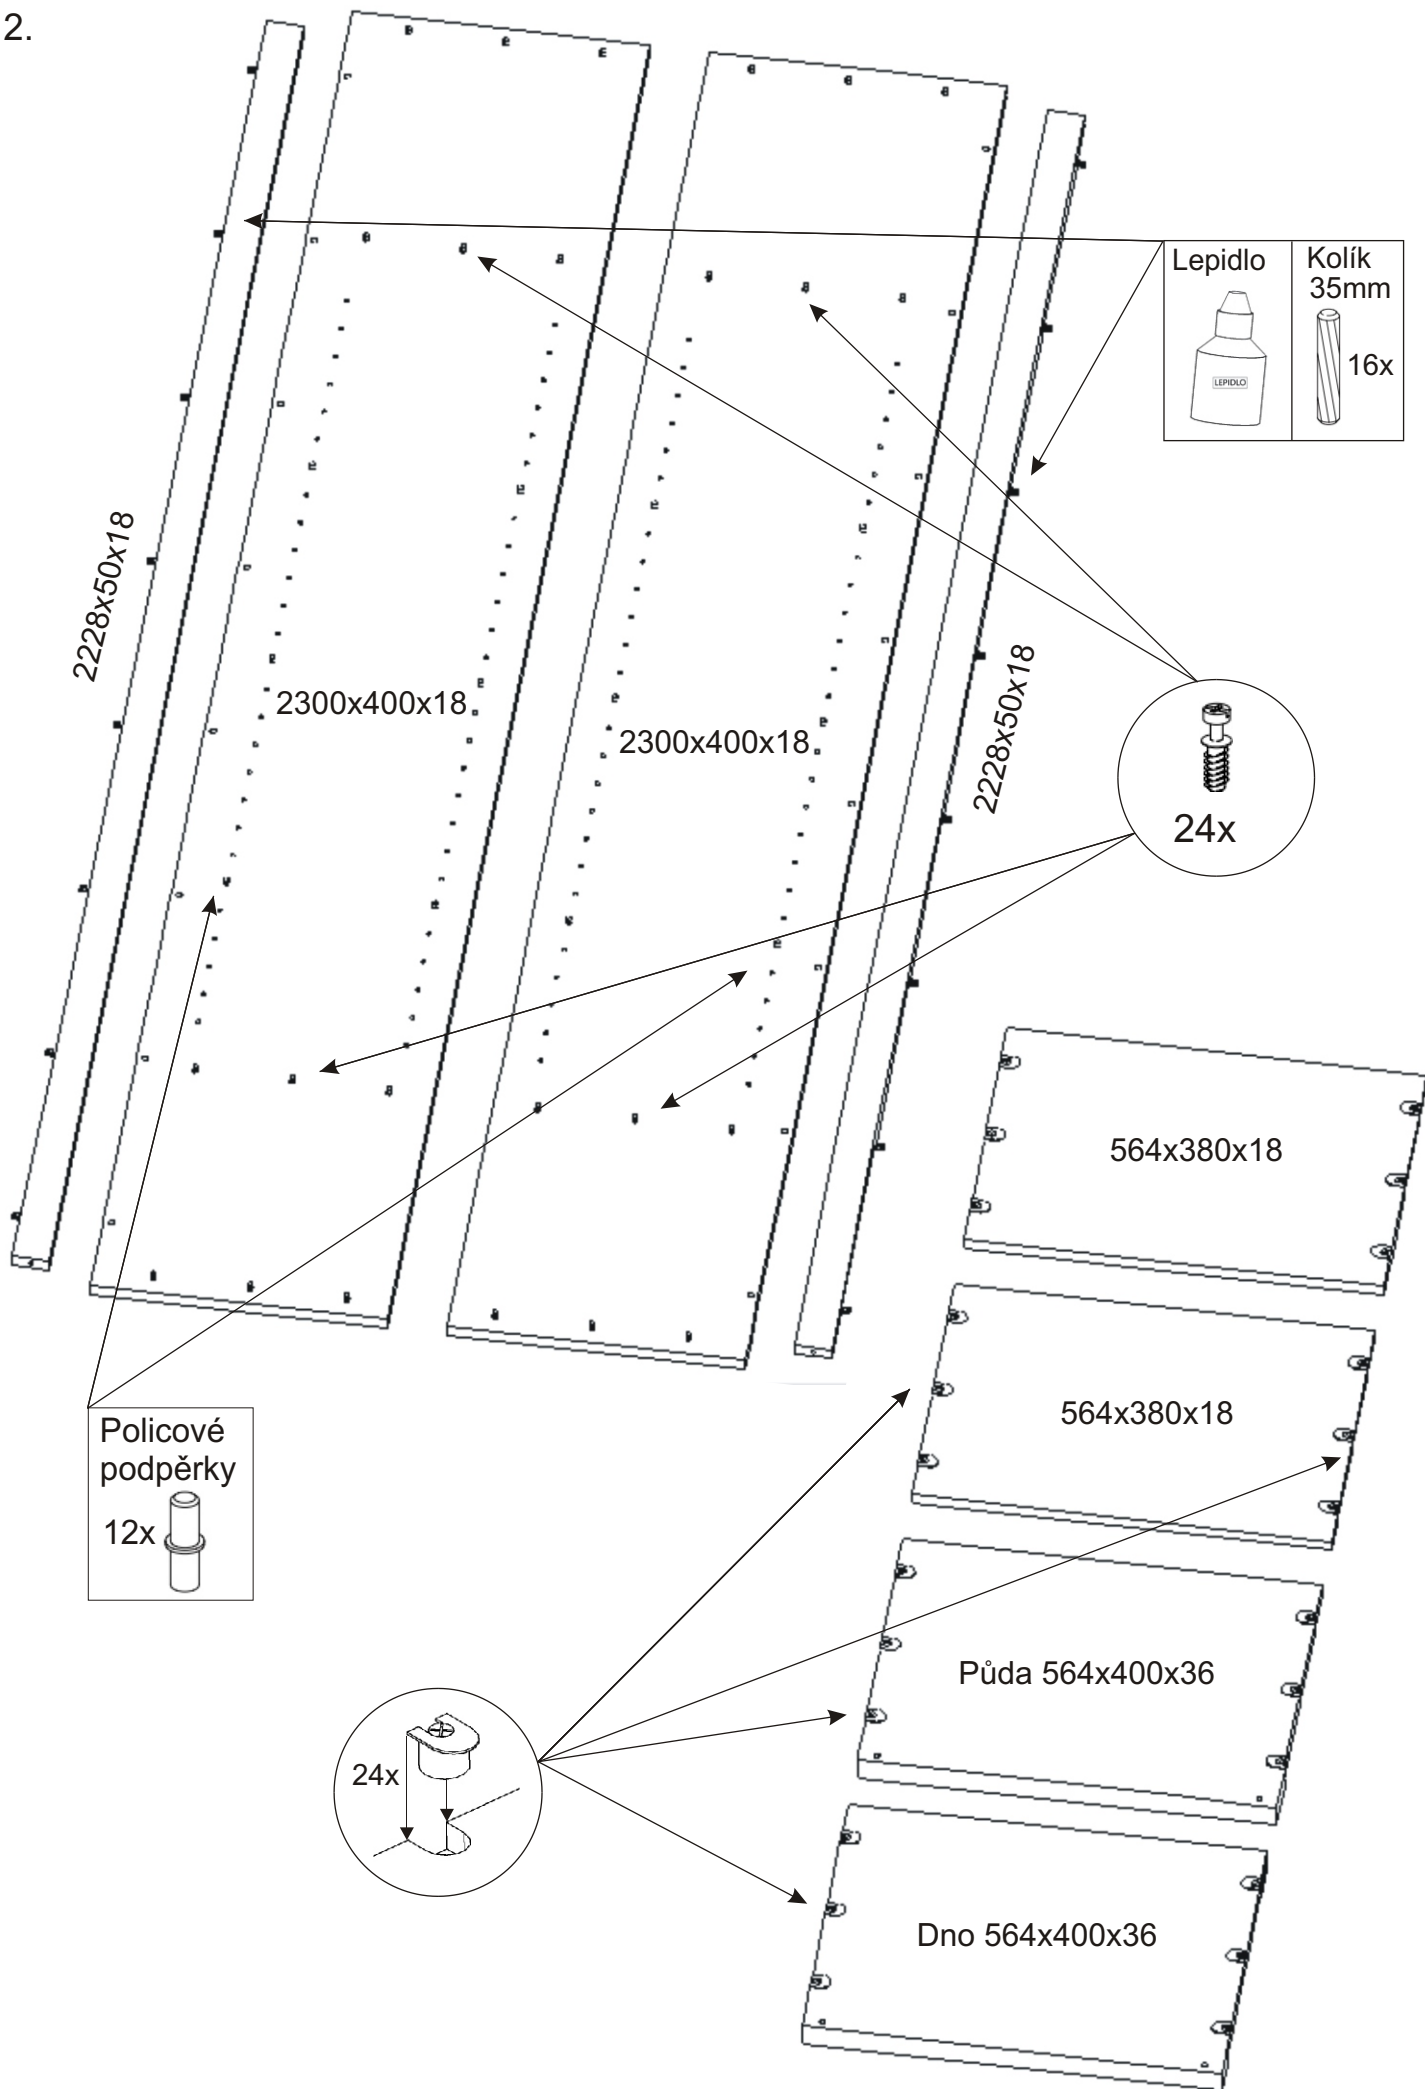 2.
Lepidlo
LEPIDLO
Kolík
35mm
16x
2228x50x18
2300x400x18
2300x400x18
2228x50x18
24x
564x380x18
564x380x18
Policové
podpěrky
12x
Půda 564x400x36
24x
Dno 564x400x36